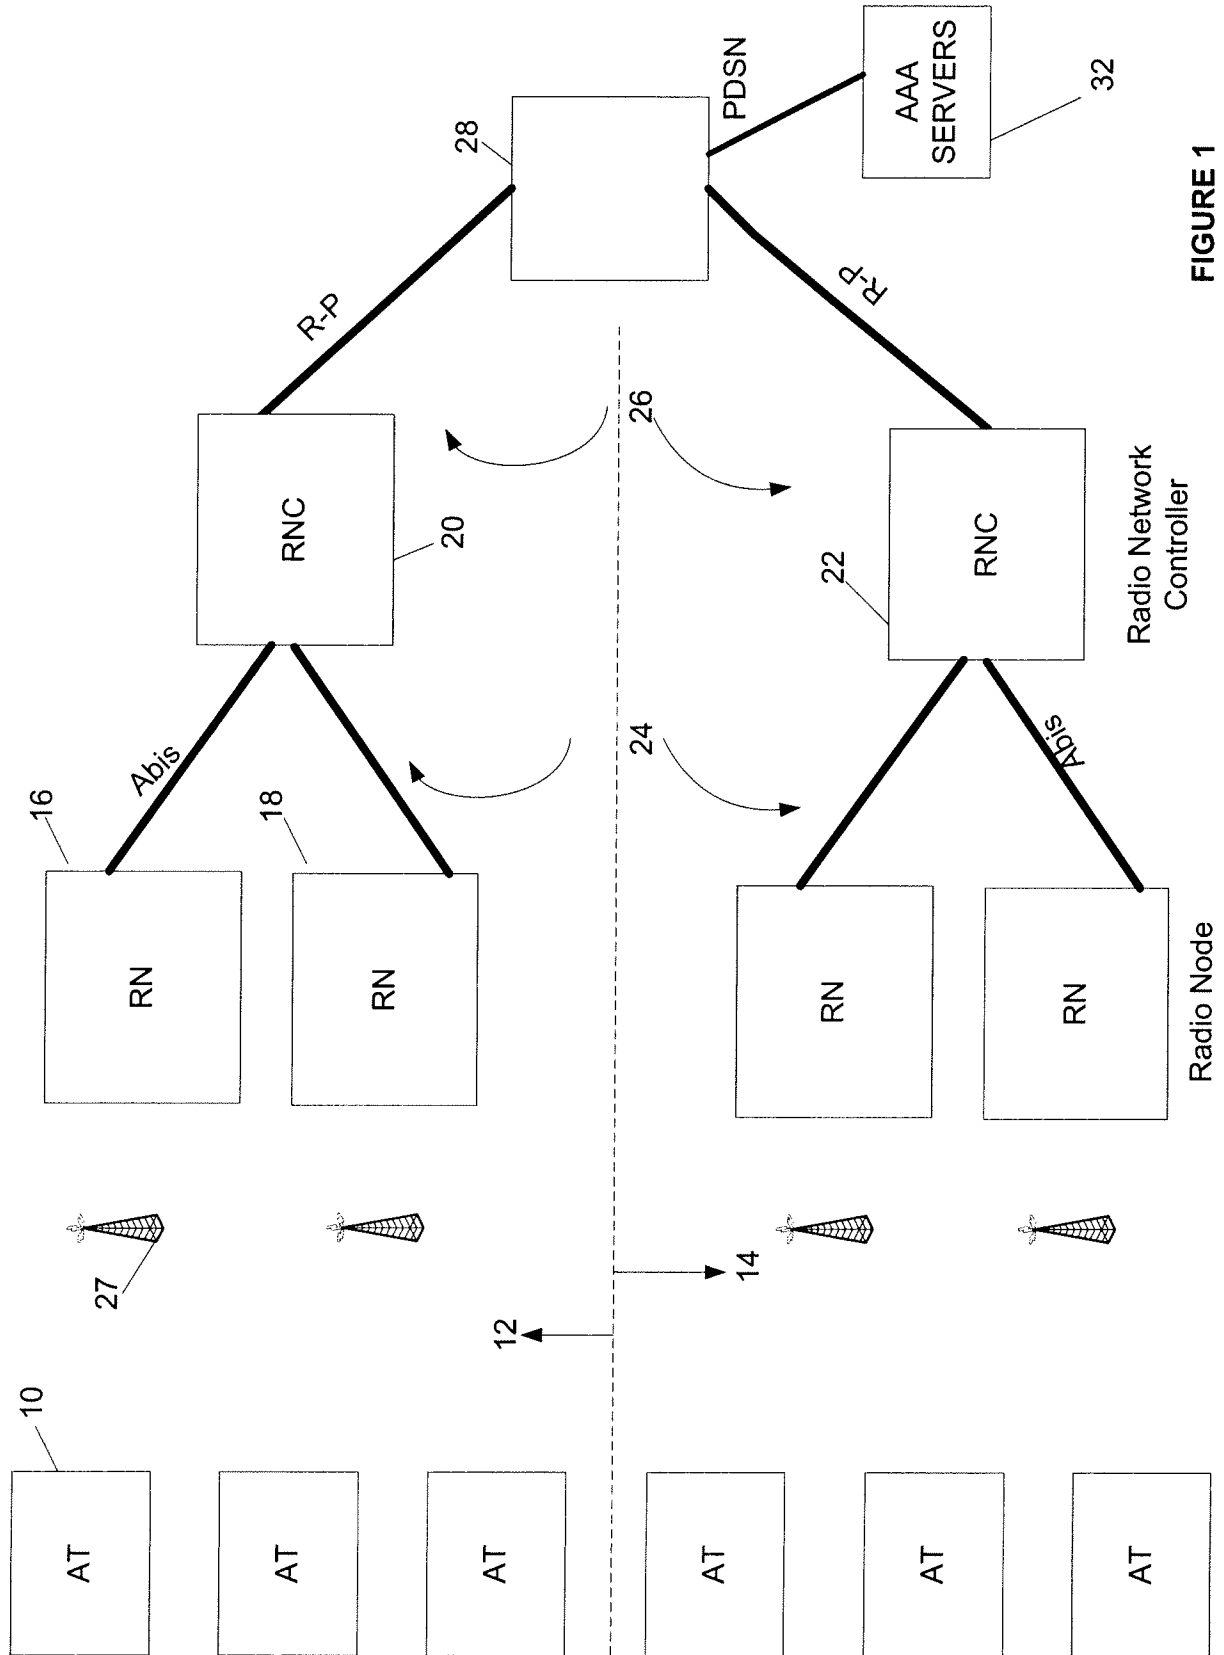 10
16
AT
27
RN
Abis
18
AT
RNC
R-P
RN
20
28
AT
12
24
26
AT
PDSN
14
RN
22
R-P
AAA
SERVERS
AT
RNC
RN
Abis
32
AT
Radio Network
Controller
Radio Node
FIGURE 1